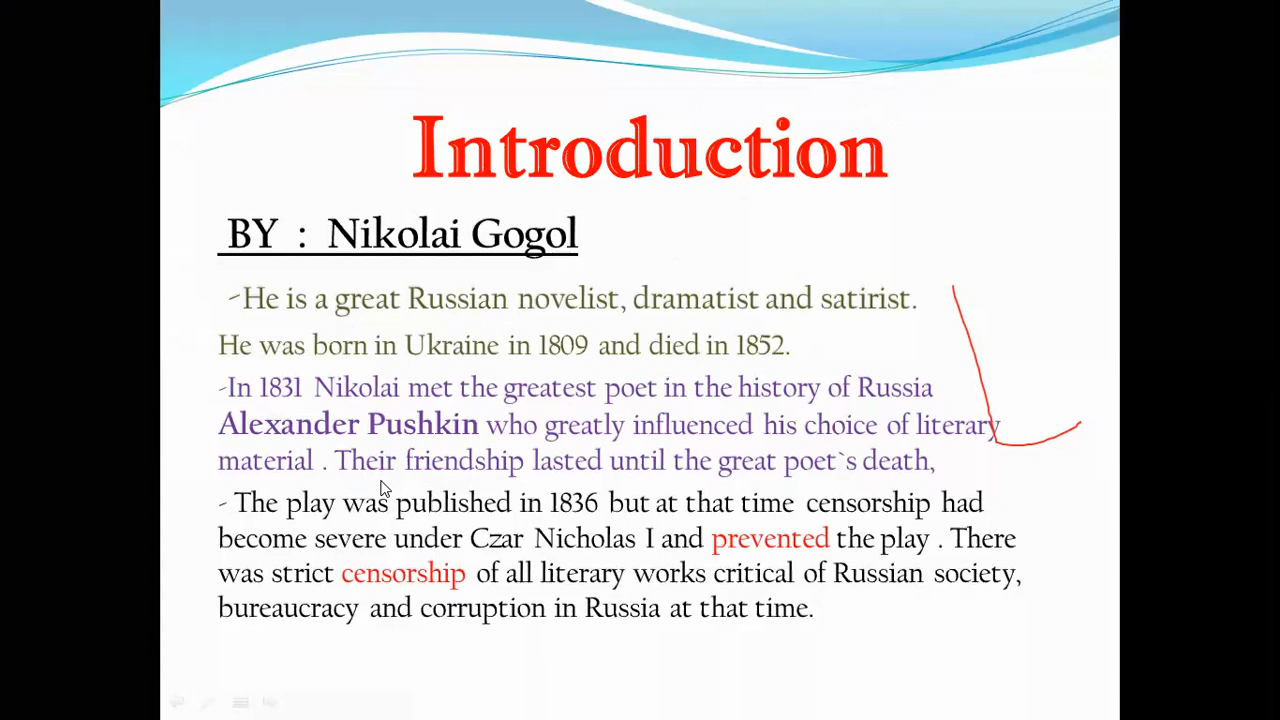 Introduction
BY : Nikolai Gogol
-He is a great Russian novelist, dramatist and satirist.
He was born in Ukraine in 1809 and died in 1852.
-In 1831 Nikolai met the greatest poet in the history of Russia
Alexander Pushkin who greatly influenced his choice of literary
material . Their friendship lasted until the great poet`s death,
- The play was published in 1836 but at that time censorship had
become severe under Czar Nicholas I and prevented the play . There
was strict censorship of all literary works critical of Russian society,
bureaucracy and corruption in Russia at that time.